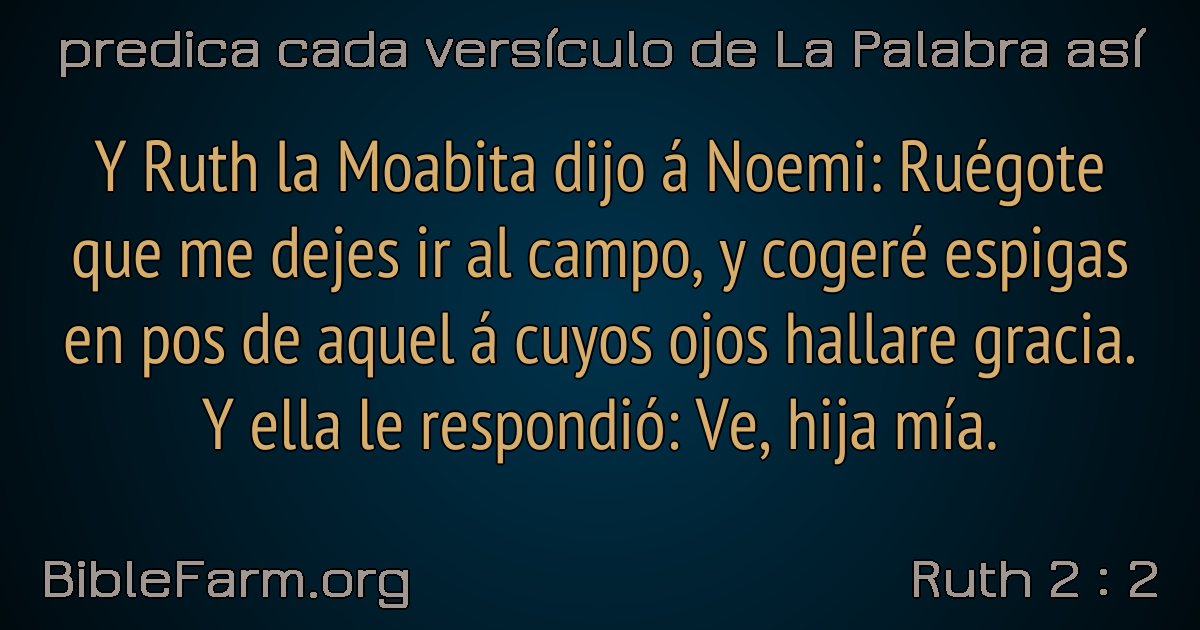 predica cada versículo de La Palabra así
Y Ruth la Moabita dijo á Noemi: Ruégote
que me dejes ir al campo, y cogeré espigas
en pos de aquel á cuyos ojos hallare gracia.
Y ella le respondió: Ve, hija mía.
BibleFarm.org
Ruth 2 : 2